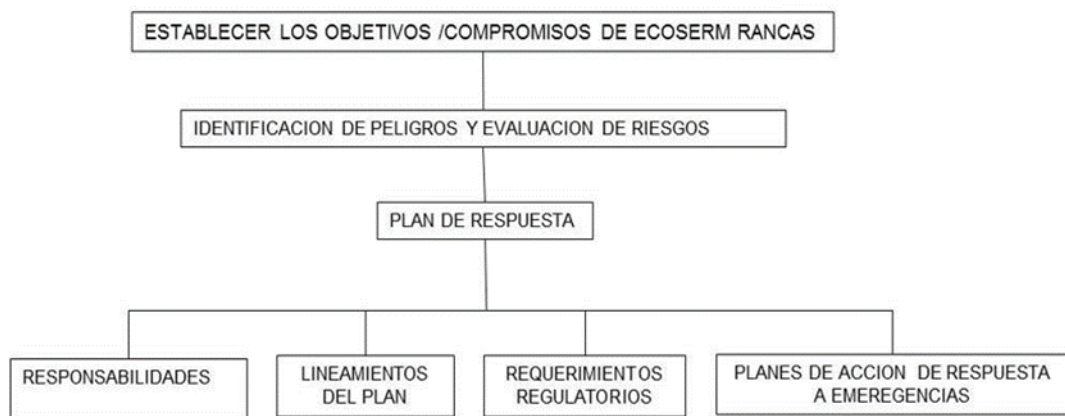 ESTABLECER LOS OBJETIVOS /COMPROMISOS DE ECOSERM RANCAS
IDENTIFICACION DE PELIGROS Y EVALUACION DE RIESGOS
PLAN DE RESPUESTA
RESPONSABILIDADES
LINEAMIENTOS
DEL PLAN
REQUERIMIENTOS
REGULATORIOS
PLANES DE ACCION DE RESPUESTA
A EMEREGENCIAS